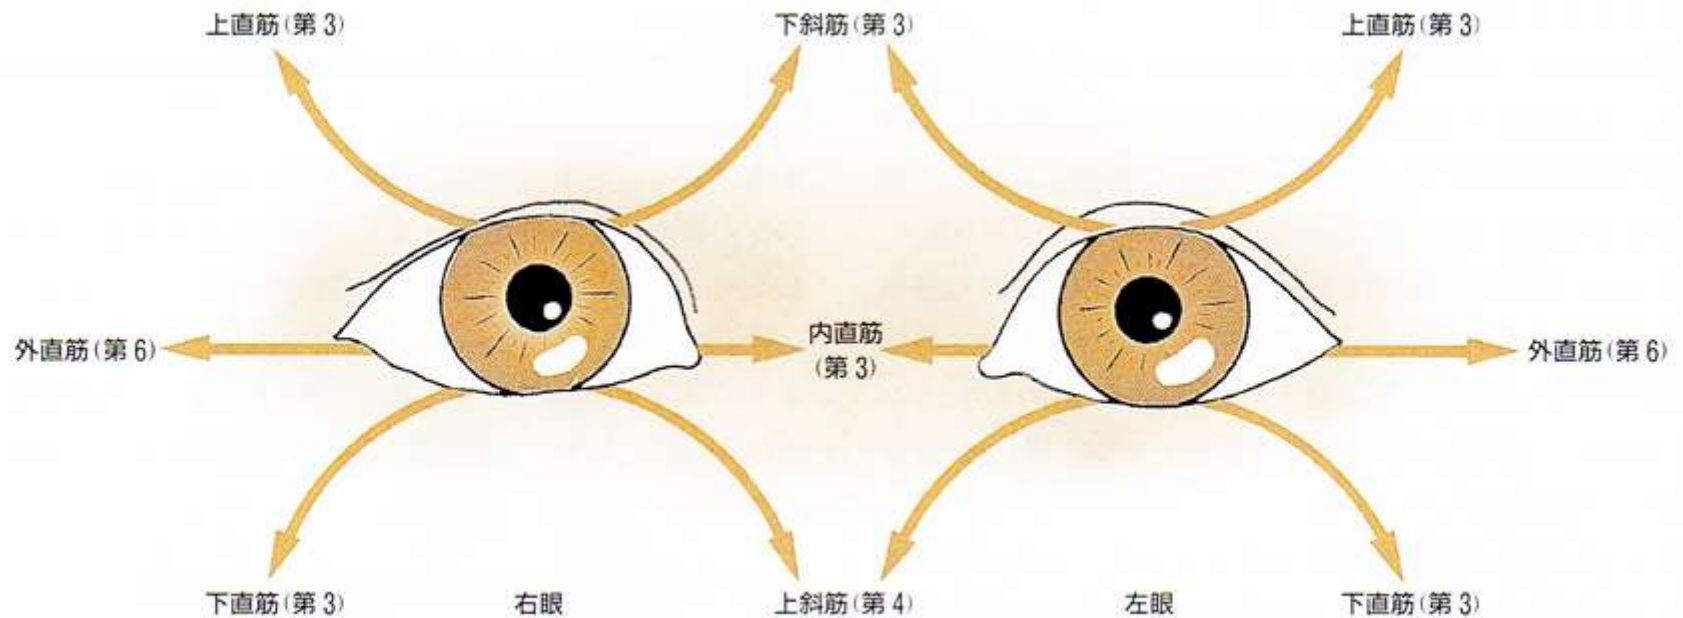 上直筋(第3)
下斜筋(第3)
上直筋(第3)
外直筋(第6)
内直筋
(第3)
外直筋(第6)
下直筋(第3)
右眼
上斜筋(第4)
左眼
下直筋(第3)